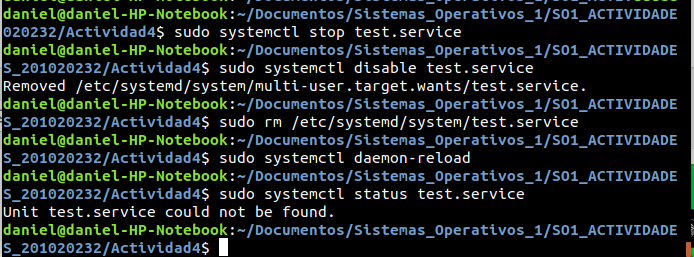 daniel@daniel-HP-Notebook:~/Documentos/Sistemas_Operativos_1/SO1_ACTIVIDADE
020232/Actividad4$ sudo systemctl stop test.service
daniel@daniel-HP-Notebook:~/Documentos/Sistemas_Operativos_1/SO1_ACTIVIDADE
S_201020232/Actividad4$ sudo systemctl disable test.service
Removed /etc/systemd/system/multi-user.target.wants/test.service.
daniel@daniel-HP-Notebook:~/Documentos/Sistemas_Operativos_1/SO1_ACTIVIDADE
S_201020232/Actividad4$ sudo rm /etc/systemd/system/test.service
daniel@daniel-HP-Notebook:~/Documentos/Sistemas_Operativos_1/SO1_ACTIVIDADE
S_201020232/Actividad4$ sudo systemctl daemon-reload
daniel@daniel-HP-Notebook:~/Documentos/Sistemas_Operativos_1/SO1_ACTIVIDADE
S_201020232/Actividad4$ sudo systemctl status test.service
Unit test.service could not be found.
daniel@daniel-HP-Notebook:~/Documentos/Sistemas_Operativos_1/SO1_ACTIVIDADE
S_201020232/Actividad4$